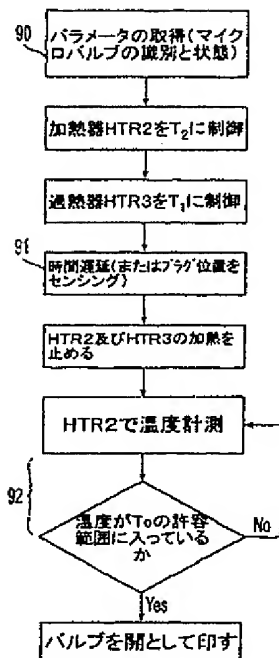 90
パラメータの取得(マイク
ロバルブの識別と状態)
加熱器HTR2をT₂に制御
過熱器HTR3をT₁に制御
91
時間遅延(またはプラグ位置を
センシング)
HTR2及びHTR3の加熱を
止める
HTR2で温度計測
92
温度がT₀の許容
範囲に入っている
か
No
Yes
バルブを開として印す